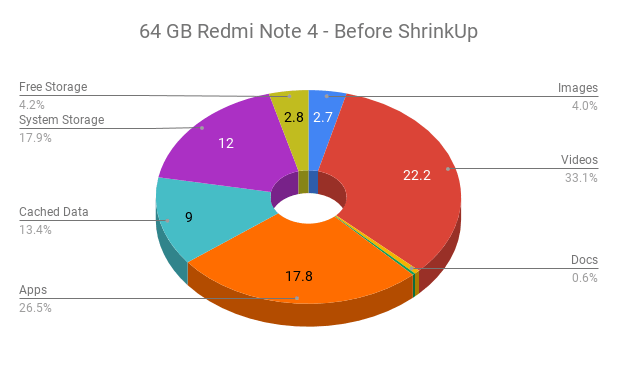 64 GB Redmi Note 4 - Before ShrinkUp
Free Storage
4.2%
System Storage
17.9%
Cached Data
13.4%
Apps
26.5%
Images
4.0%
Videos
33.1%
Docs
0.6%
2.8
2.7
12
22.2
9
17.8